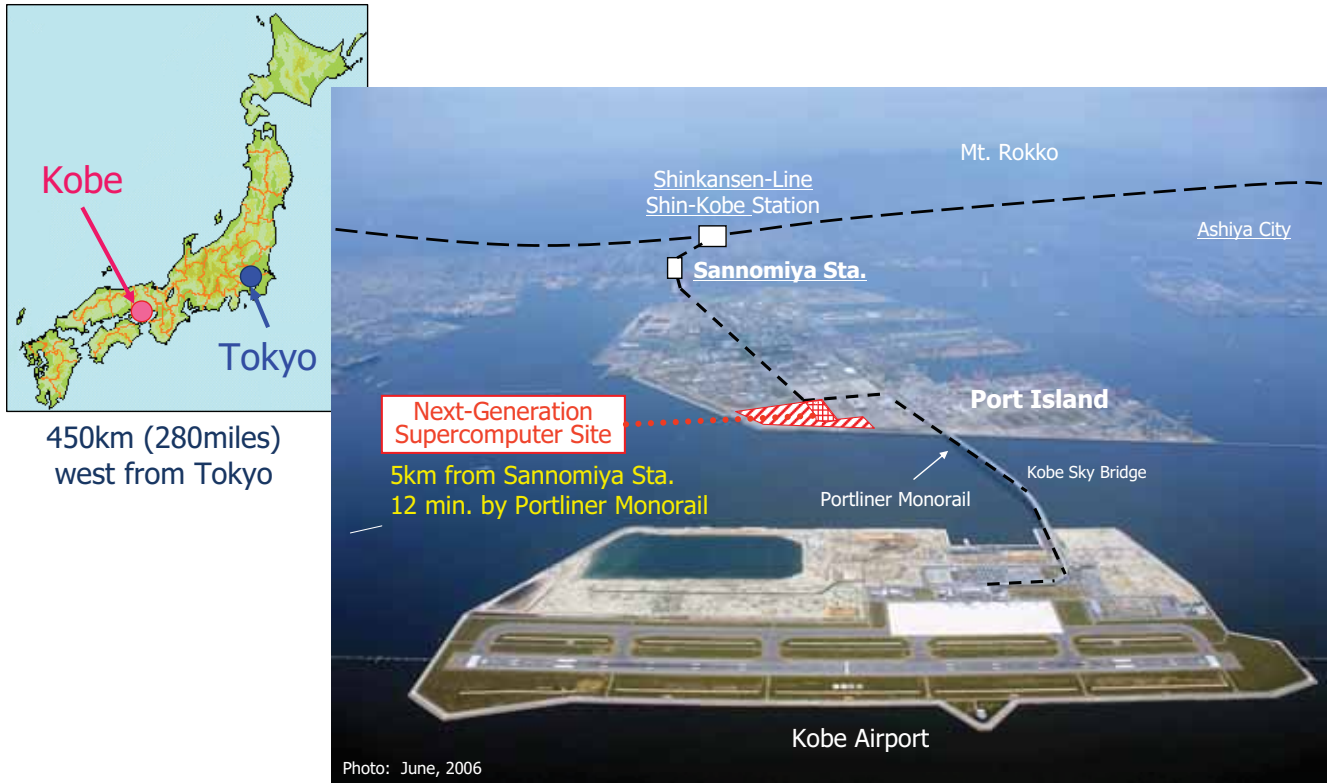 Kobe
Tokyo
450km (280miles)
west from Tokyo
Mt. Rokko
Shinkansen-Line
Shin-Kobe Station
Ashiya City
Sannomiya Sta.
Next-Generation
Supercomputer Site
Port Island
5km from Sannomiya Sta.
12 min. by Portliner Monorail
Kobe Sky Bridge
Portliner Monorail
Kobe Airport
Photo: June, 2006